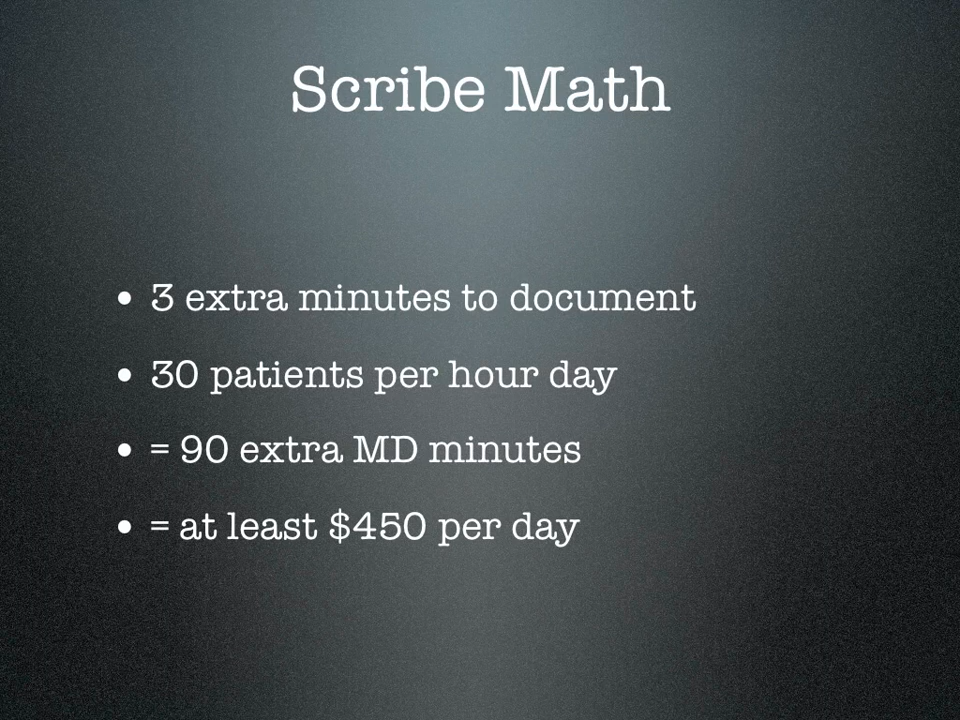 Scribe Math
• 3 extra minutes to document
• 30 patients per hour day
• = 90 extra MD minutes
• = at least $450 per day